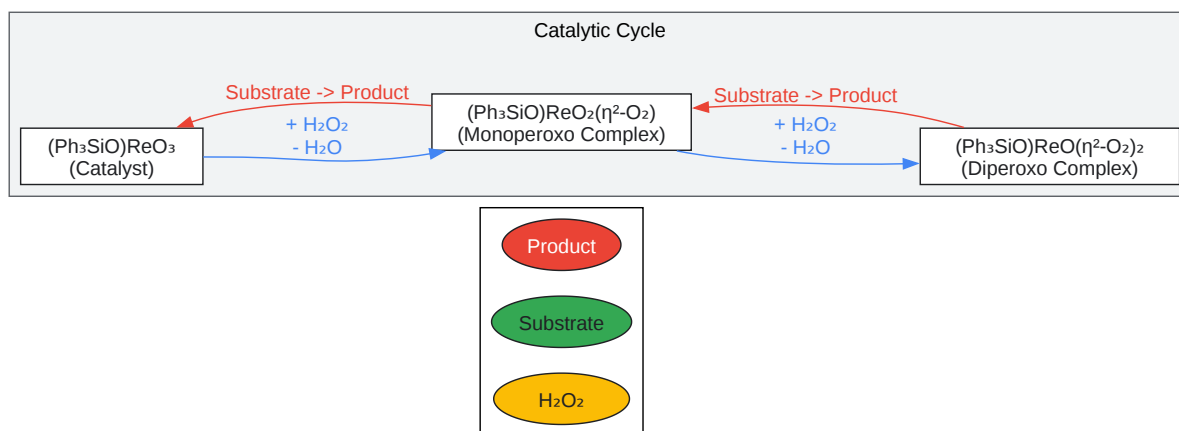 Catalytic Cycle
Substrate -> Product
Substrate -> Product
+ H₂O₂
- H₂O
+ H₂O₂
- H₂O
(Ph₃SiO)ReO₃
(Catalyst)
(Ph₃SiO)ReO₂(η²-O₂)
(Monoperoxo Complex)
(Ph₃SiO)ReO(η²-O₂)₂
(Diperoxo Complex)
Product
Substrate
H₂O₂